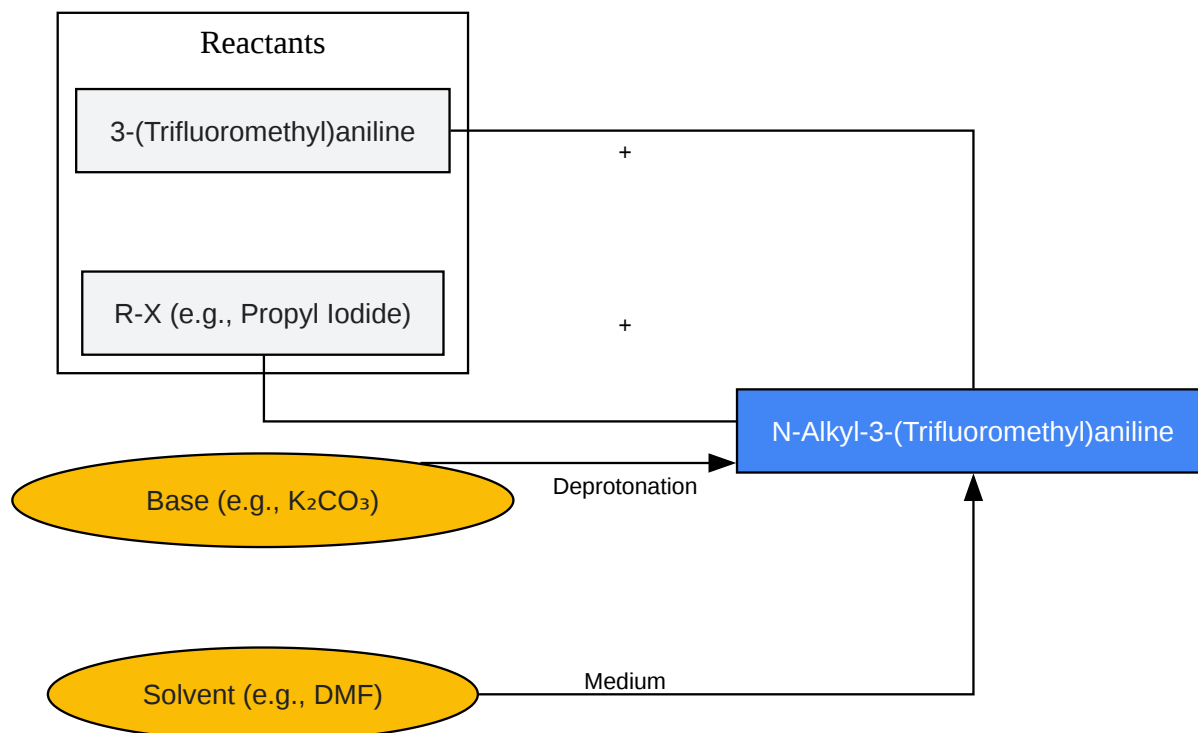 Reactants
3-(Trifluoromethyl)aniline
+
R-X (e.g., Propyl Iodide)
+
N-Alkyl-3-(Trifluoromethyl)aniline
Base (e.g., K₂CO₃)
Deprotonation
Solvent (e.g., DMF)
Medium